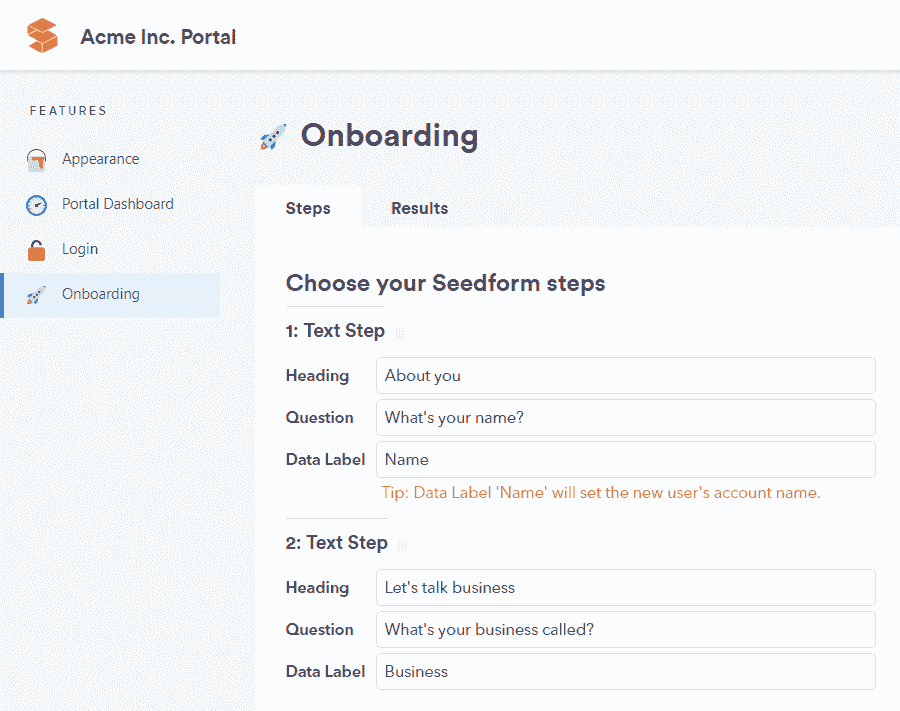 Acme Inc. Portal
FEATURES
Appearance
Portal Dashboard
Login
Onboarding
Onboarding
Steps Results
Choose your Seedform steps
1: Text Step
Heading About you
Question What's your name?
Data Label Name
Tip: Data Label 'Name' will set the new user's account name.
2: Text Step
Heading Let's talk business
Question What's your business called?
Data Label Business